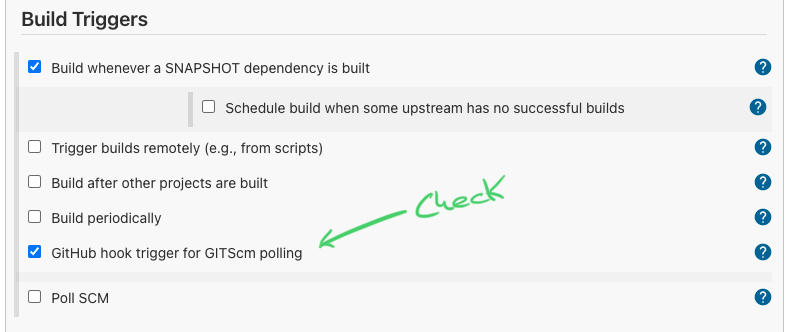 Build Triggers
Build whenever a SNAPSHOT dependency is built
?
Schedule build when some upstream has no successful builds
?
Trigger builds remotely (e.g., from scripts)
?
Build after other projects are built
?
Build periodically
?
Check
GitHub hook trigger for GITScm polling
?
Poll SCM
?